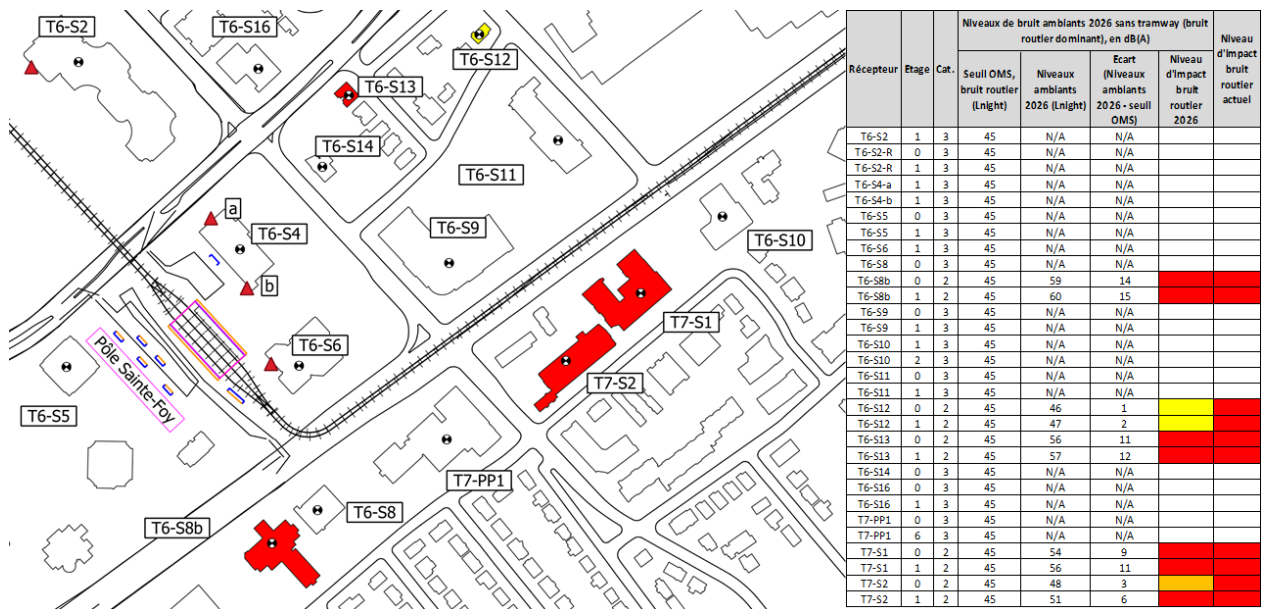 T6-S2
T6-S16
T6-S12
T6-S13
T6-S14
T6-S11
a
T6-S4
T6-S9
T6-S10
b
T7-S1
T6-S6
Pôle Sainte-Foy
T7-S2
T6-S5
T7-PP1
T6-S8
T6-S8b
Récepteur
Etage
Cat.
Niveaux de bruit ambiants 2026 sans tramway (bruit
routier dominant), en dB(A)
Seuil OMS,
bruit routier
(Lnight)
Niveaux
ambiants
2026 (Lnight)
Ecart
(Niveaux
ambiants
2026 - seuil
OMS)
Niveau
d'impact
bruit
routier
2026
Niveau
d'impact
bruit
routier
actuel
T6-S2 1 3 45 N/A N/A
T6-S2-R 0 3 45 N/A N/A
T6-S2-R 1 3 45 N/A N/A
T6-S4-a 1 3 45 N/A N/A
T6-S4-b 1 3 45 N/A N/A
T6-S5 0 3 45 N/A N/A
T6-S5 1 3 45 N/A N/A
T6-S6 1 3 45 N/A N/A
T6-S8 0 3 45 N/A N/A
T6-S8b 0 2 45 59 14
T6-S8b 1 2 45 60 15
T6-S9 0 3 45 N/A N/A
T6-S9 1 3 45 N/A N/A
T6-S10 1 3 45 N/A N/A
T6-S10 2 3 45 N/A N/A
T6-S11 0 3 45 N/A N/A
T6-S11 1 3 45 N/A N/A
T6-S12 0 2 45 46 1
T6-S12 1 2 45 47 2
T6-S13 0 2 45 56 11
T6-S13 1 2 45 57 12
T6-S14 0 3 45 N/A N/A
T6-S16 0 3 45 N/A N/A
T6-S16 1 3 45 N/A N/A
T7-PP1 0 3 45 N/A N/A
T7-PP1 6 3 45 N/A N/A
T7-S1 0 2 45 54 9
T7-S1 1 2 45 56 11
T7-S2 0 2 45 48 3
T7-S2 1 2 45 51 6